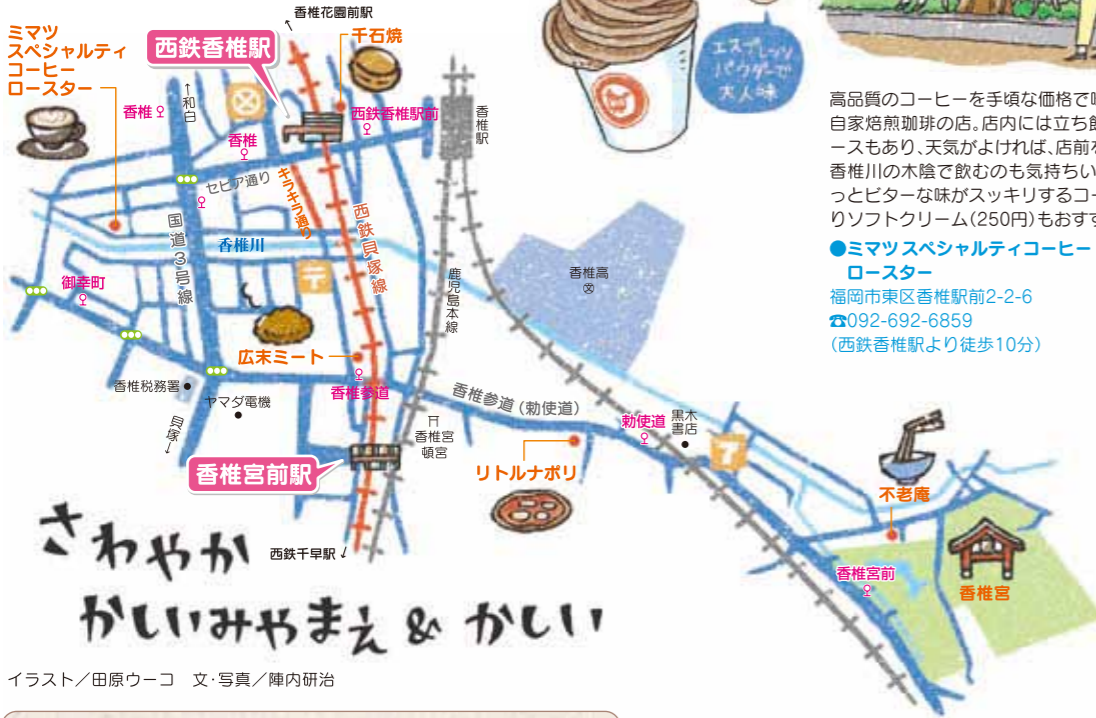 香椎花園前駅
ミマツ
スペシャルティ
コーヒー
ロースター
西鉄香椎駅
千石焼
香椎
和白
西鉄香椎駅前
香椎駅
香椎
セピア通り
キラキラ通り
西鉄貝塚線
国道3号線
香椎川
御幸町
鹿児島本線
香椎高
文
広末ミート
香椎税務署
ヤマダ電機
香椎参道
貝塚
香椎宮
頓宮
香椎参道(勅使道)
勅使道
黒木
書店
香椎宮前駅
リトルナポリ
不老庵
西鉄千早駅
香椎宮前
香椎宮
さわやか
かしいみやまえ & かしい
イラスト/田原ウーコ 文・写真/陣内研治
エスプレッソ
パウダーで
大人味
高品質のコーヒーを手頃な価格で
自家焙煎珈琲の店。店内には立ち飲
ースもあり、天気がよければ、店前を
香椎川の木陰で飲むのも気持ちい
っとビターな味がスッキリするコー
りソフトクリーム(250円)もおすす
●ミマツ スペシャルティコーヒー
ロースター
福岡市東区香椎駅前2-2-6
☎092-692-6859
(西鉄香椎駅より徒歩10分)